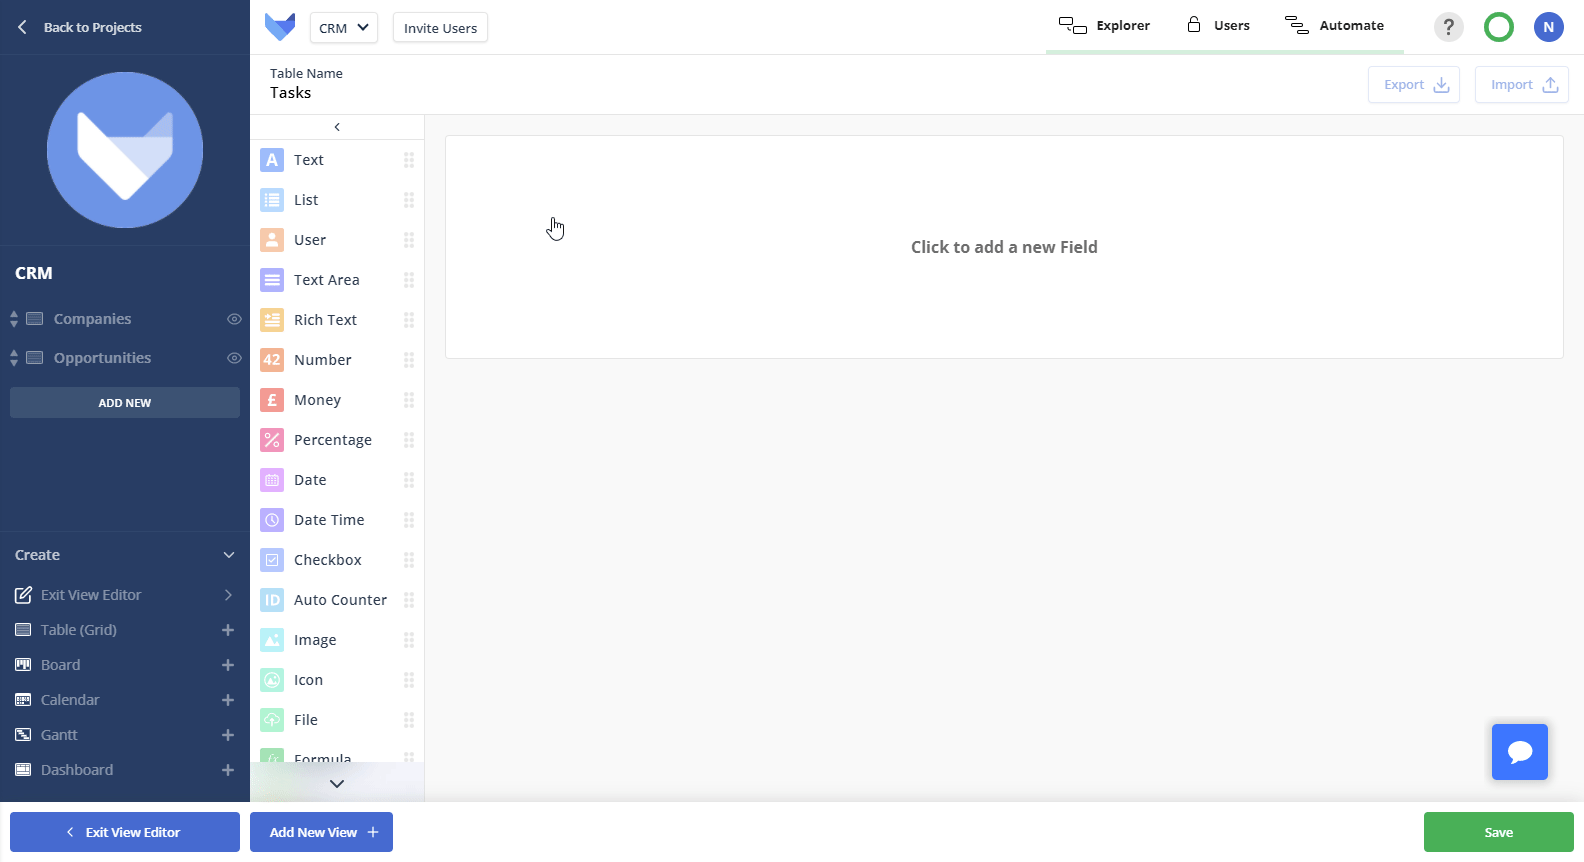 Back to Projects
CRM
Invite Users
Explorer
Users
Automate
?
N
Table Name
Tasks
Export
Import
CRM
Companies
Opportunities
ADD NEW
Create
Exit View Editor
Table (Grid)
Board
Calendar
Gantt
Dashboard
A Text
List
User
Text Area
Rich Text
42 Number
£ Money
% Percentage
Date
Date Time
Checkbox
ID Auto Counter
Image
Icon
File
Formula
Click to add a new Field
Exit View Editor
Add New View +
Save